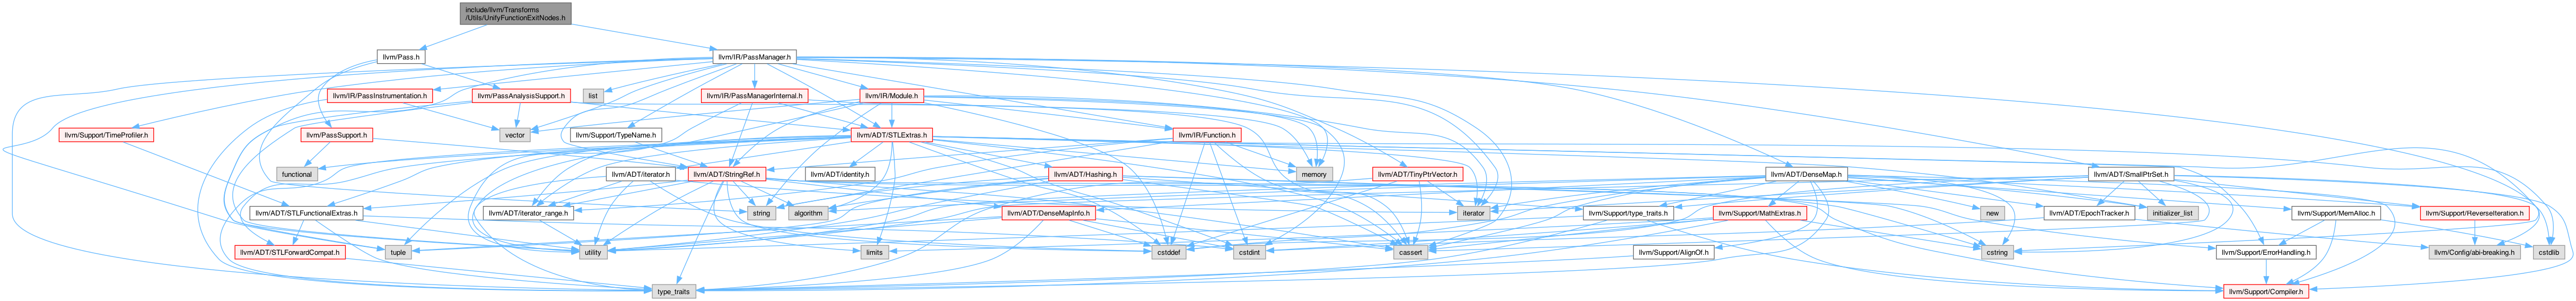 include/llvm/Transforms
/Utils/UnifyFunctionExitNodes.h
llvm/Pass.h
llvm/IR/PassManager.h
llvm/IR/PassInstrumentation.h
llvm/PassAnalysisSupport.h
list
llvm/IR/PassManagerInternal.h
llvm/IR/Module.h
llvm/Support/TimeProfiler.h
llvm/PassSupport.h
vector
llvm/Support/TypeName.h
llvm/ADT/STLExtras.h
llvm/IR/Function.h
functional
llvm/ADT/iterator.h
llvm/ADT/StringRef.h
llvm/ADT/identity.h
llvm/ADT/Hashing.h
memory
llvm/ADT/TinyPtrVector.h
llvm/ADT/DenseMap.h
llvm/ADT/SmallPtrSet.h
llvm/ADT/STLFunctionalExtras.h
llvm/ADT/iterator_range.h
string
algorithm
llvm/ADT/DenseMapInfo.h
iterator
llvm/Support/type_traits.h
llvm/Support/MathExtras.h
new
llvm/ADT/EpochTracker.h
initializer_list
llvm/Support/MemAlloc.h
llvm/Support/ReverseIteration.h
llvm/ADT/STLForwardCompat.h
tuple
utility
limits
cstddef
cstdint
cassert
llvm/Support/AlignOf.h
cstring
llvm/Support/ErrorHandling.h
llvm/Config/abi-breaking.h
cstdlib
type_traits
llvm/Support/Compiler.h